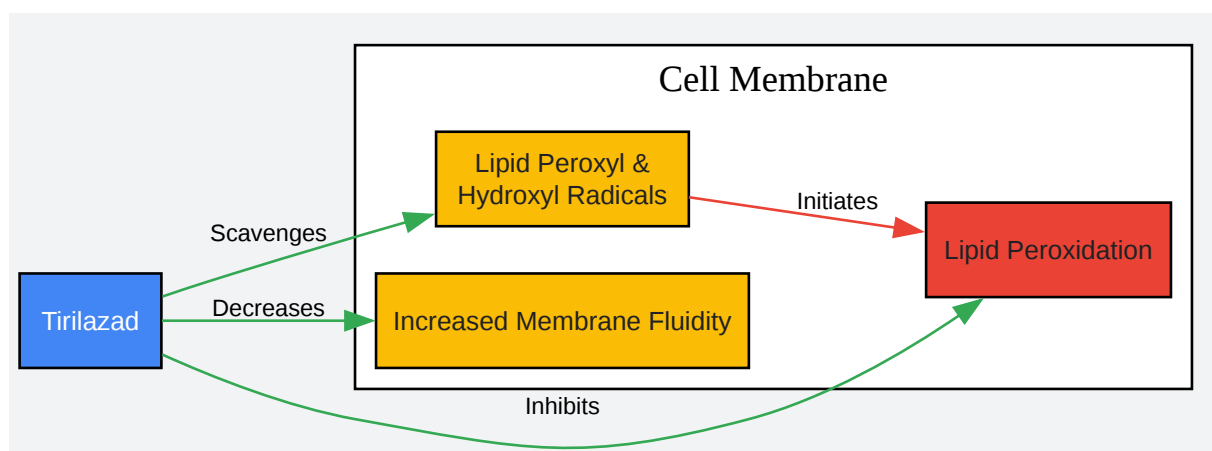 Cell Membrane
Lipid Peroxyl &
Hydroxyl Radicals
Initiates
Scavenges
Lipid Peroxidation
Tirilazad
Decreases
Increased Membrane Fluidity
Inhibits